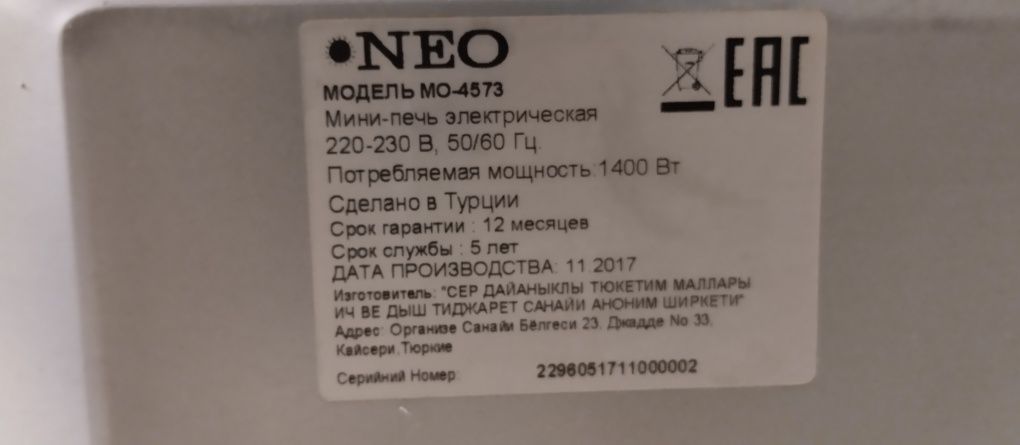 NEO
EAC
МОДЕЛЬ МО-4573
Мини-печь электрическая
220-230 В, 50/60 Гц.
Потребляемая мощность:1400 Вт
Сделано в Турции
Срок гарантии : 12 месяцев
Срок службы : 5 лет
ДАТА ПРОИЗВОДСТВА: 11.2017
Изготовитель: "СЕР ДАЙАНЫКЛЫ ТЮКЕТИМ МАЛЛАРЫ
ИЧ ВЕ ДЫШ ТИДЖАРЕТ САНАЙИ АНОНИМ ШИРКЕТИ"
Адрес: Организе Санайи Бёлгеси 23. Джадде No 33.
Кайсери,Тюркие
Серийний Номер: 2296051711000002